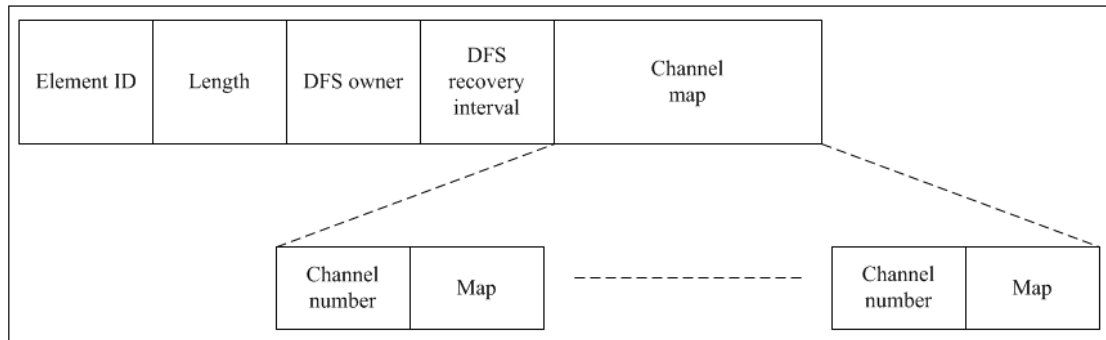 Element ID
Length
DFS owner
DFS
recovery
interval
Channel
map
Channel
number
Map
Channel
number
Map